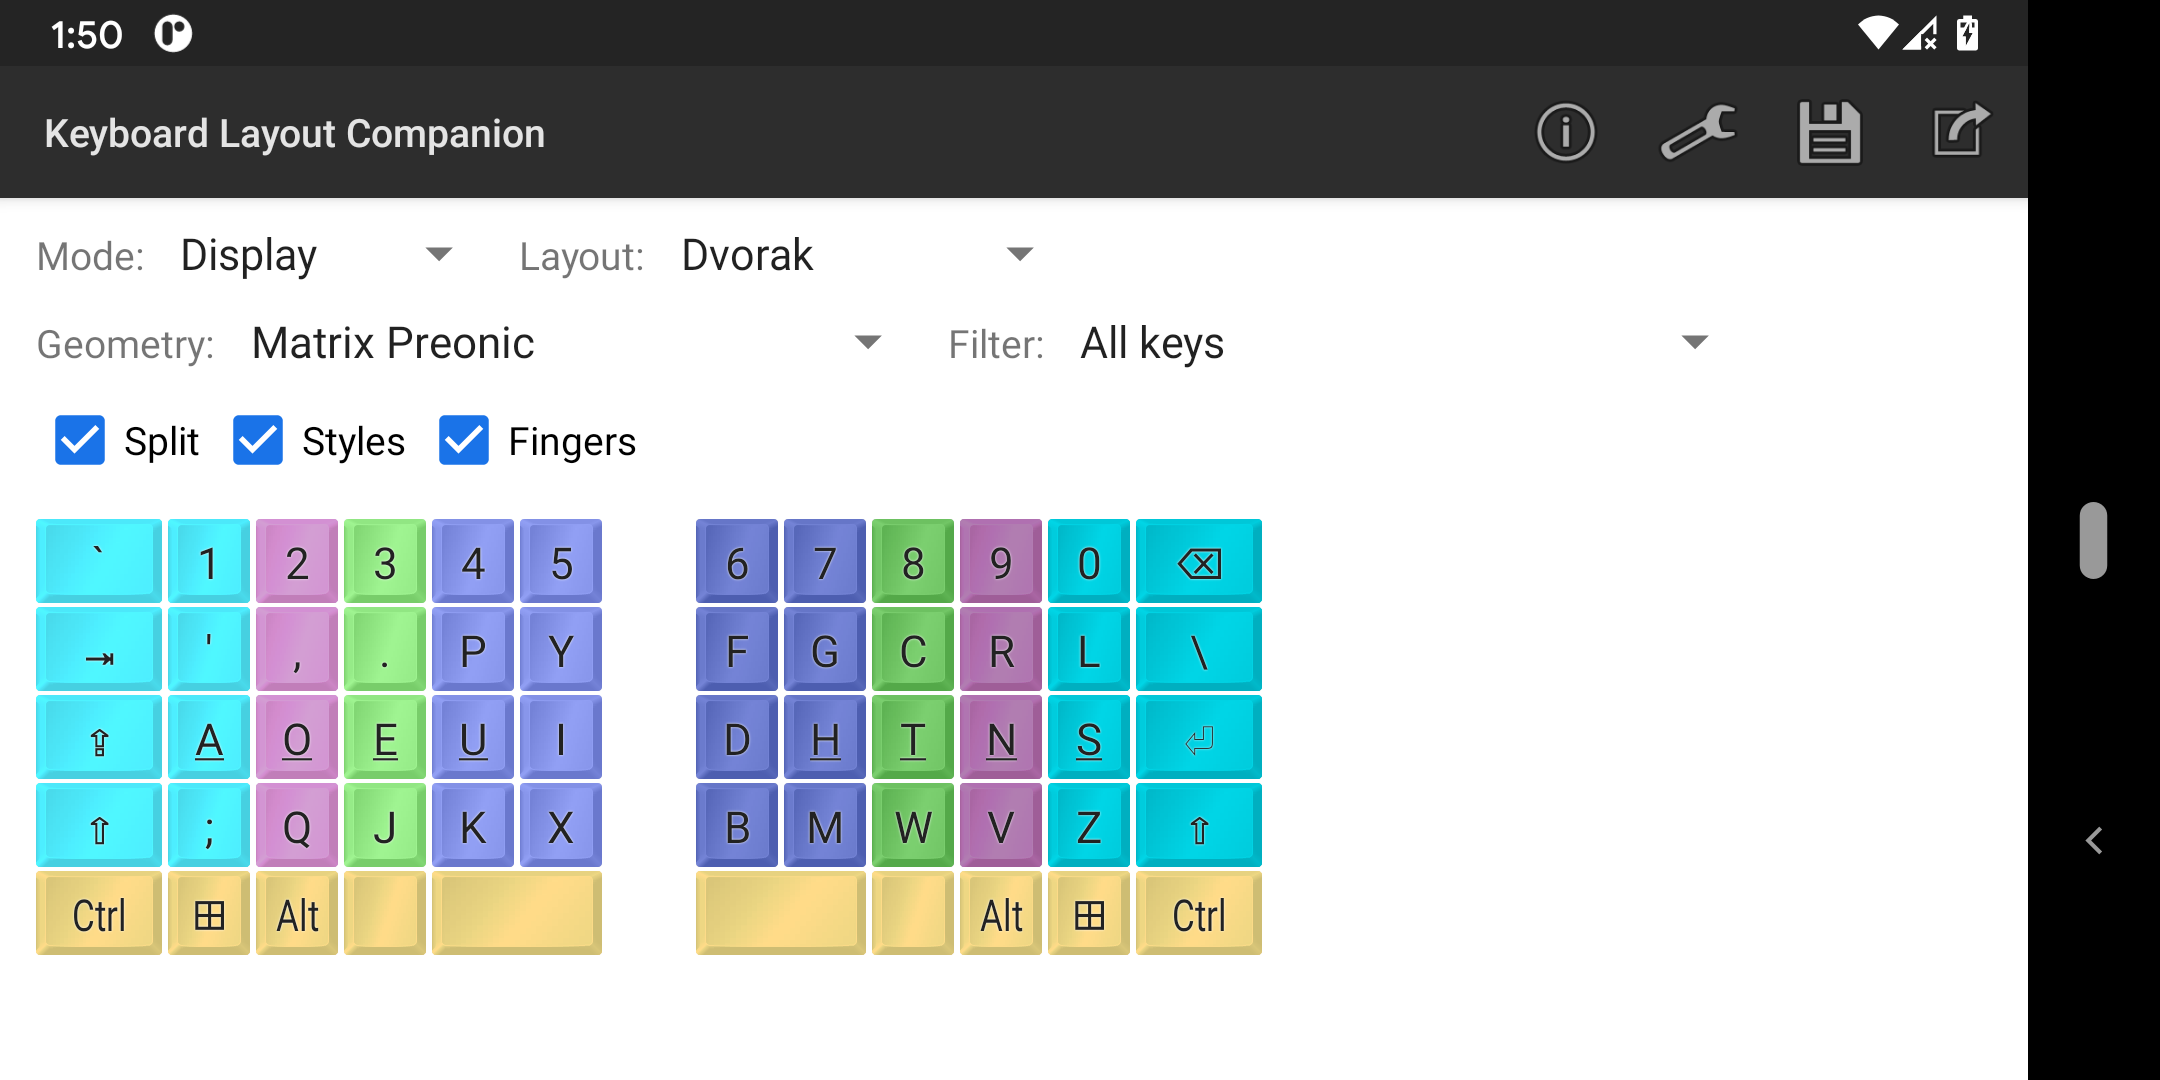 1:50
Keyboard Layout Companion
Mode: Display Layout: Dvorak
Geometry: Matrix Preonic Filter: All keys
Split Styles Fingers
` 1 2 3 4 5 6 7 8 9 0 ⌫
⇥ ' , . P Y F G C R L \
⇪ A O E U I D H T N S ⏎
⇧ ; Q J K X B M W V Z ⇧
Ctrl ⊞ Alt Alt ⊞ Ctrl